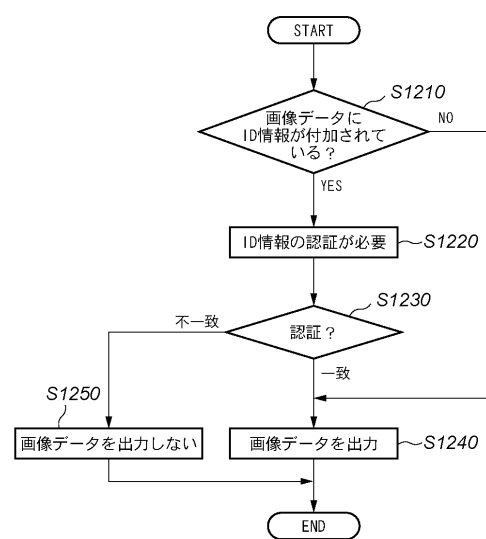 START
S1210
画像データに
ID情報が付加されて
いる？
NO
YES
ID情報の認証が必要
S1220
S1230
不一致
認証？
一致
S1250
画像データを出力しない
画像データを出力
S1240
END